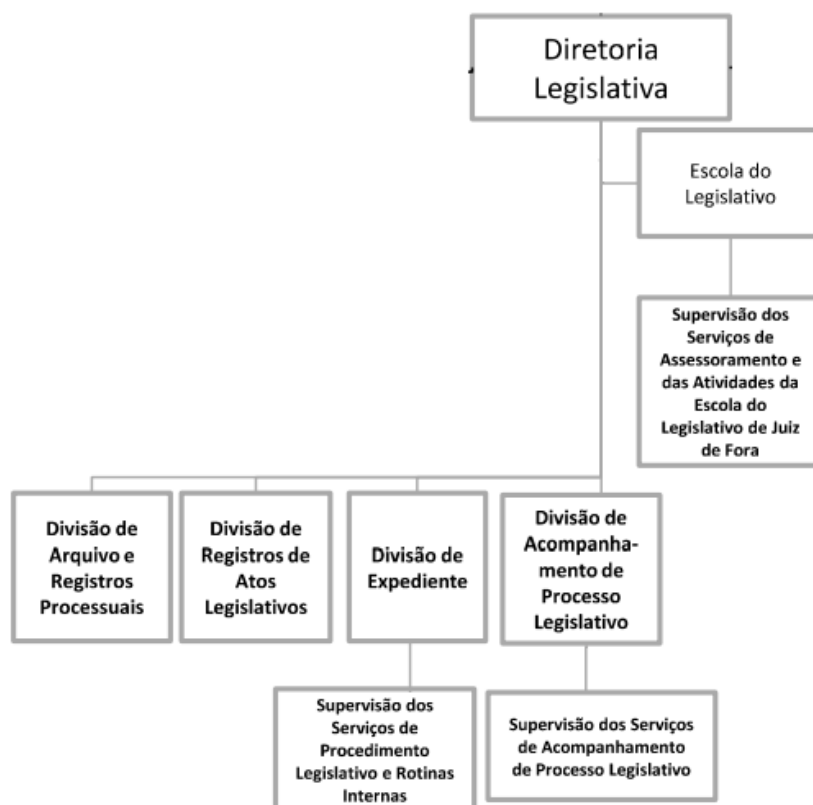 Diretoria
Legislativa
Escola do
Legislativo
Supervisão dos
Serviços de
Assessoramento e
das Atividades da
Escola do
Legislativo de Juiz
de Fora
Divisão de
Arquivo e
Registros
Processuais
Divisão de
Registros de
Atos
Legislativos
Divisão de
Expediente
Divisão de
Acompanha-
mento de
Processo
Legislativo
Supervisão dos
Serviços de
Procedimento
Legislativo e Rotinas
Internas
Supervisão dos Serviços
de Acompanhamento
de Processo Legislativo